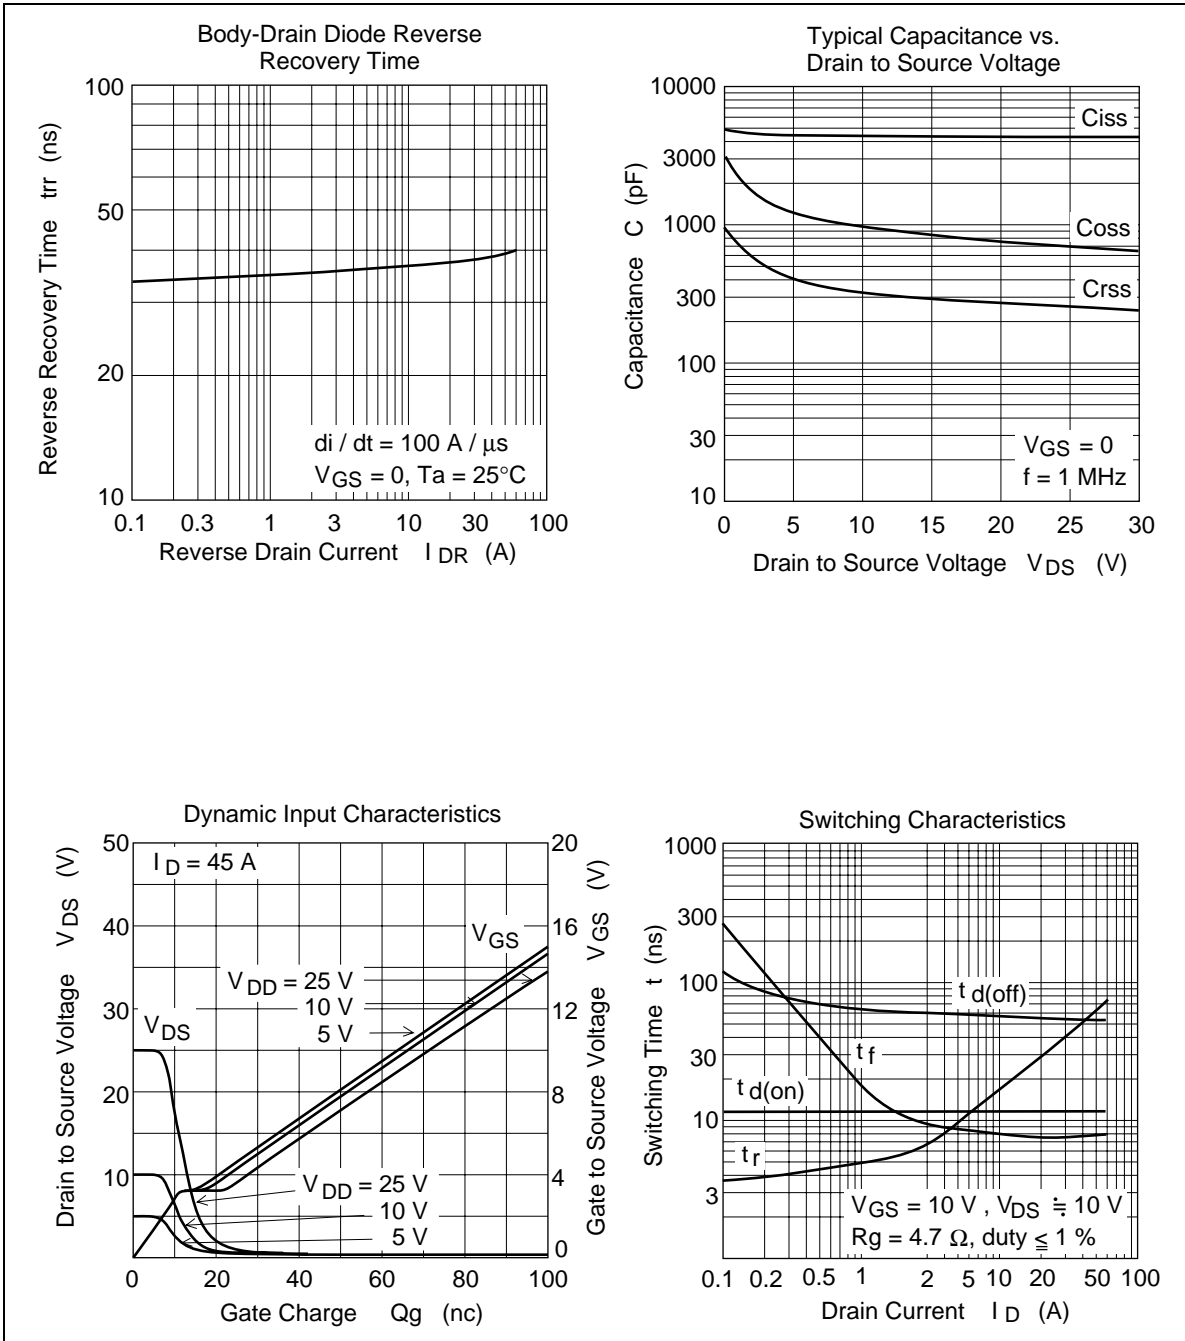 Body-Drain Diode Reverse
Recovery Time
Reverse Recovery Time trr (ns)
100
50
20
10
di / dt = 100 A / µs
VGS = 0, Ta = 25°C
0.1 0.3 1 3 10 30 100
Reverse Drain Current I DR (A)
Typical Capacitance vs.
Drain to Source Voltage
Capacitance C (pF)
10000
3000
1000
300
100
30
10
Ciss
Coss
Crss
VGS = 0
f = 1 MHz
0 5 10 15 20 25 30
Drain to Source Voltage VDS (V)
Dynamic Input Characteristics
Drain to Source Voltage VDS (V)
50
40
30
20
10
0
I D = 45 A
VGS
VDD = 25 V
10 V
5 V
VDS
VDD = 25 V
10 V
5 V
20
16
12
8
4
0
Gate to Source Voltage VGS (V)
0 20 40 60 80 100
Gate Charge Qg (nc)
Switching Characteristics
Switching Time t (ns)
1000
300
100
30
10
3
t d(off)
t f
t d(on)
t r
VGS = 10 V , VDS ≒ 10 V
Rg = 4.7 Ω, duty ≦ 1 %
0.1 0.2 0.5 1 2 5 10 20 50 100
Drain Current I D (A)